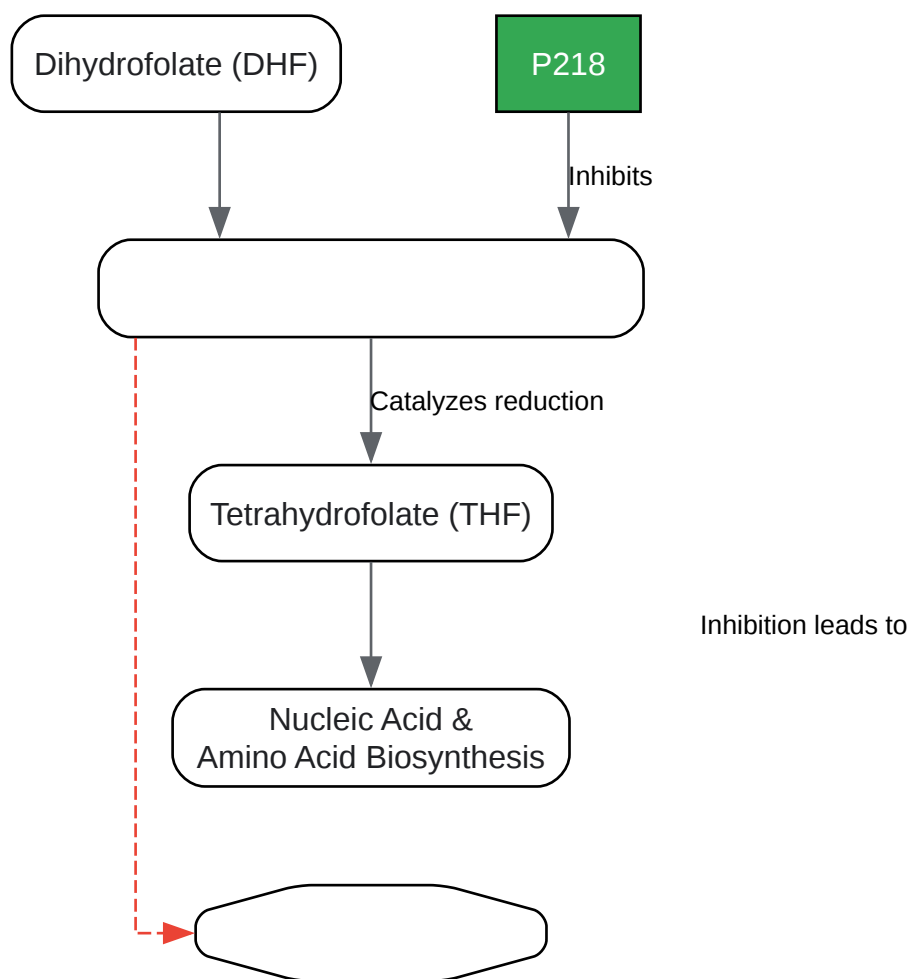 Dihydrofolate (DHF)
P218
Inhibits
Catalyzes reduction
Tetrahydrofolate (THF)
Inhibition leads to
Nucleic Acid &
Amino Acid Biosynthesis